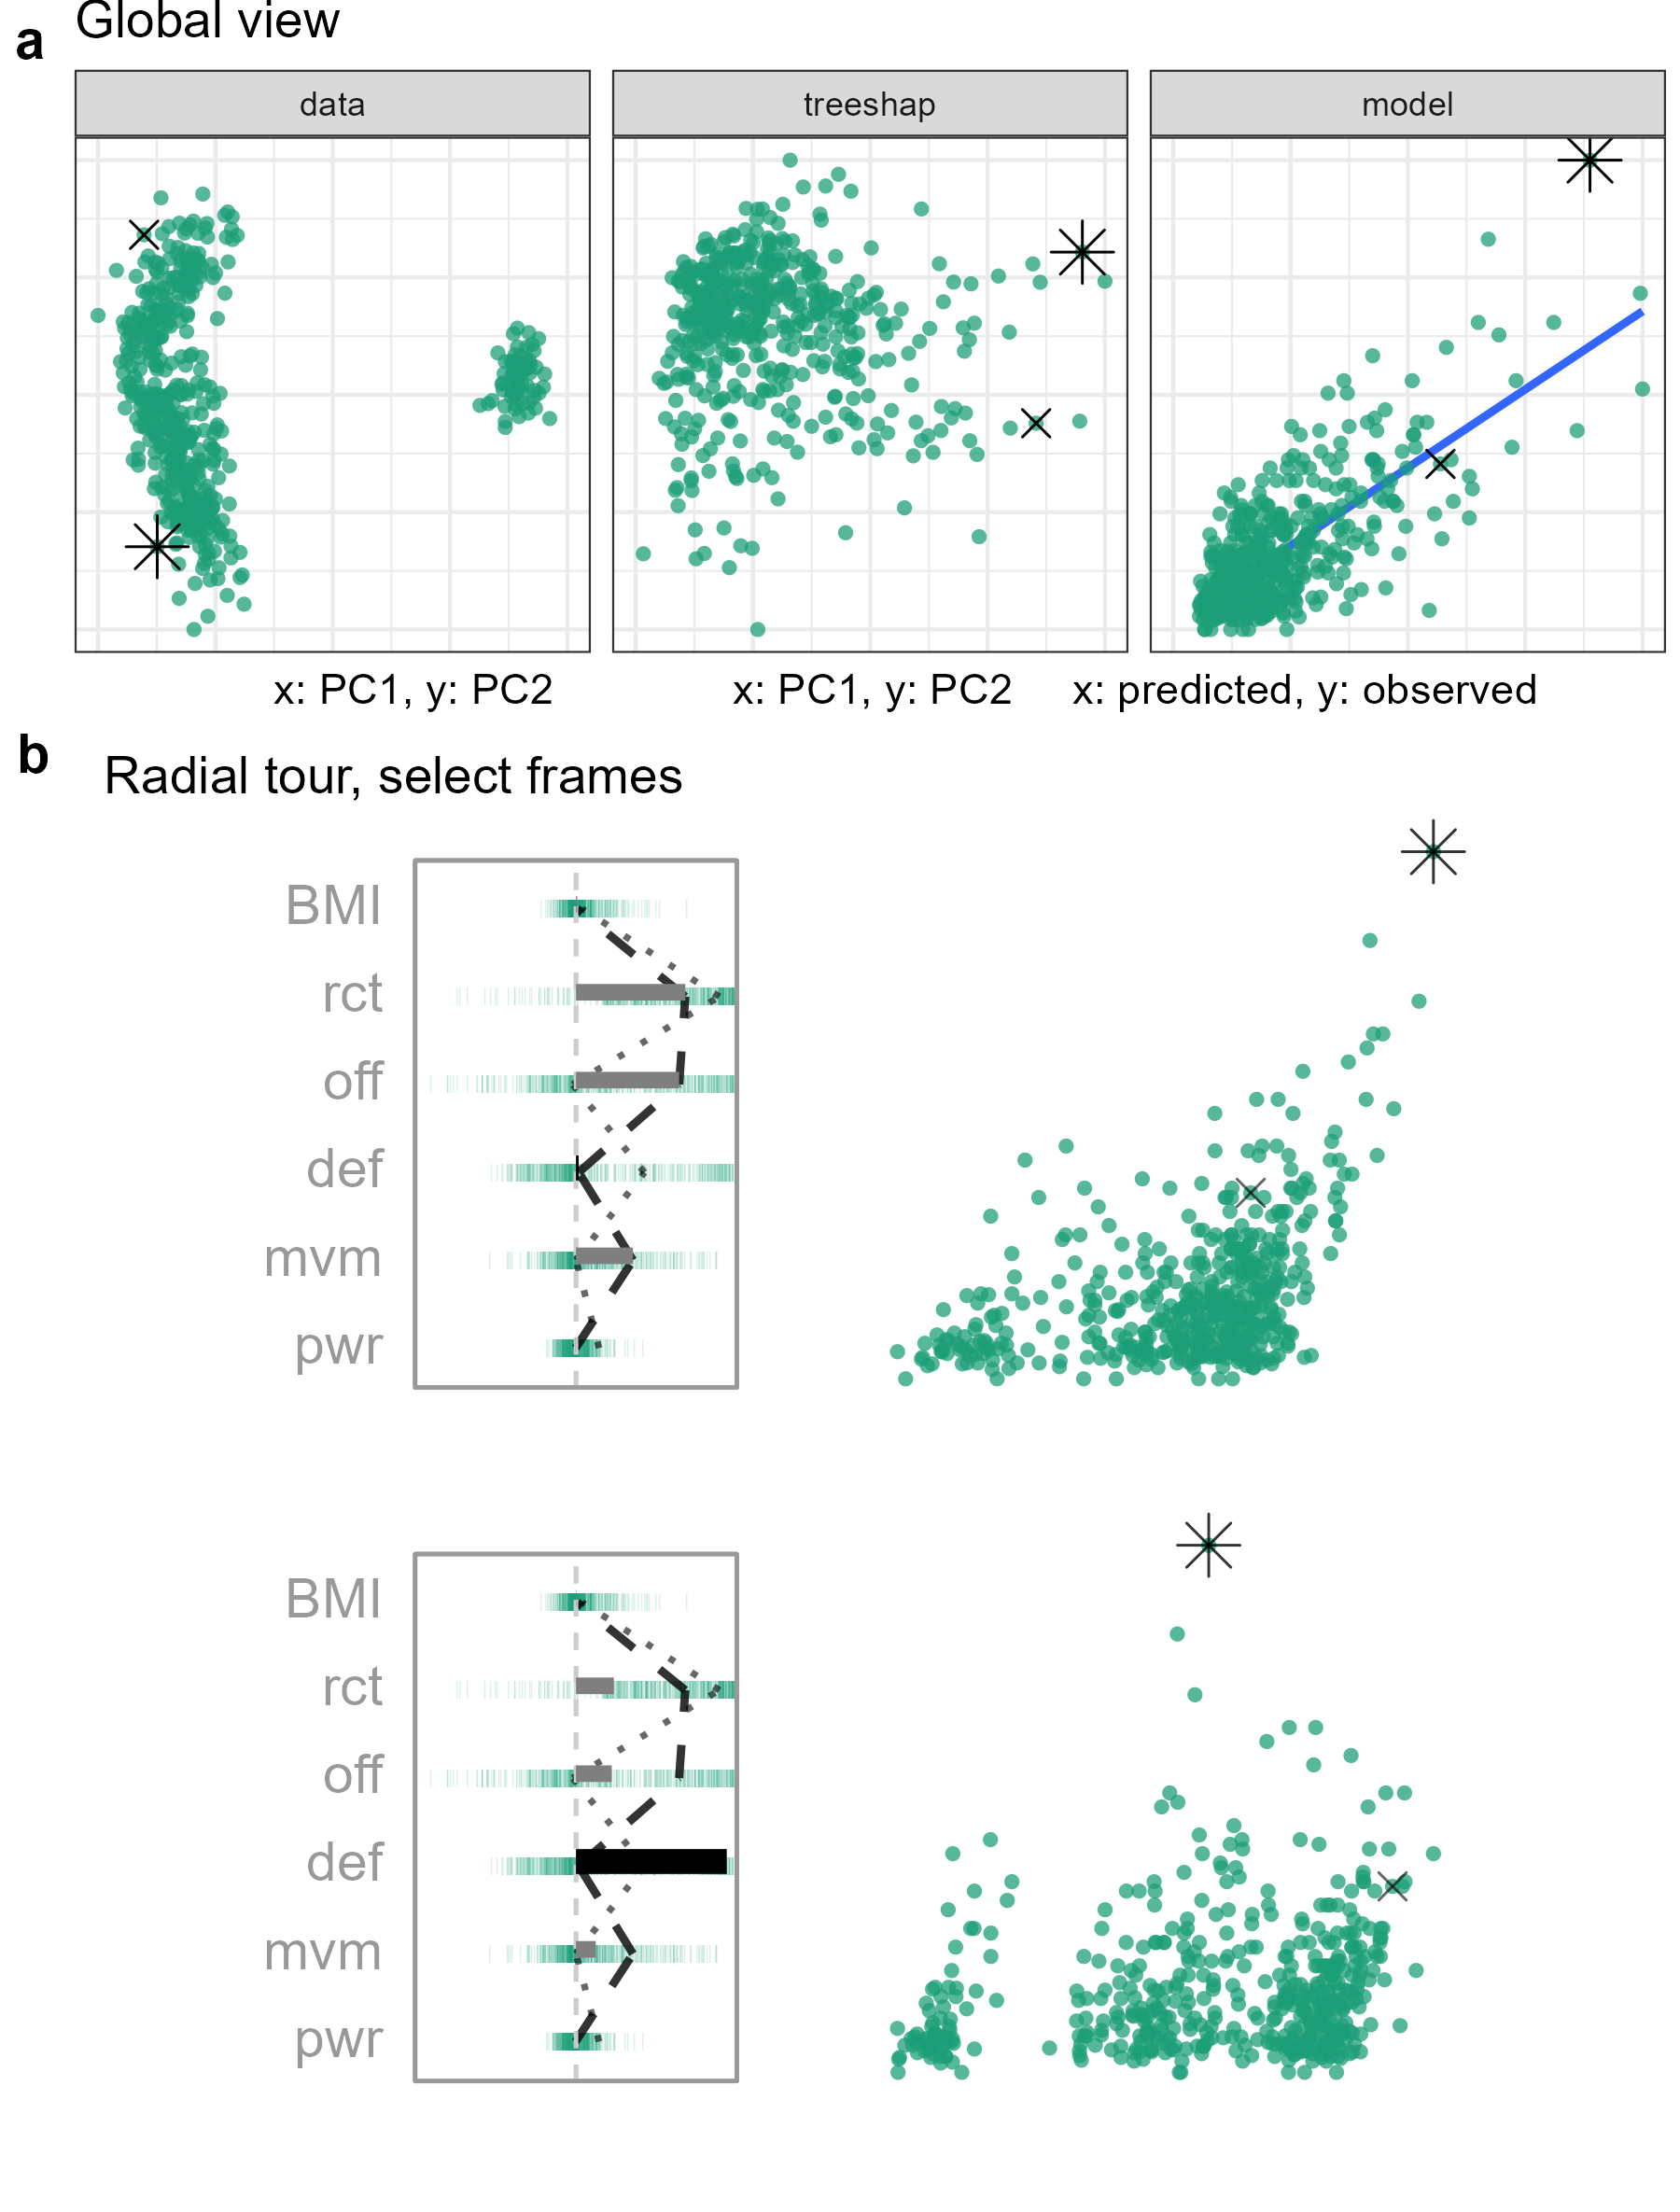 a
Global view
data
treeshap
model
x: PC1, y: PC2
x: PC1, y: PC2
x: predicted, y: observed
b
Radial tour, select frames
BMI
rct
off
def
mvm
pwr
BMI
rct
off
def
mvm
pwr